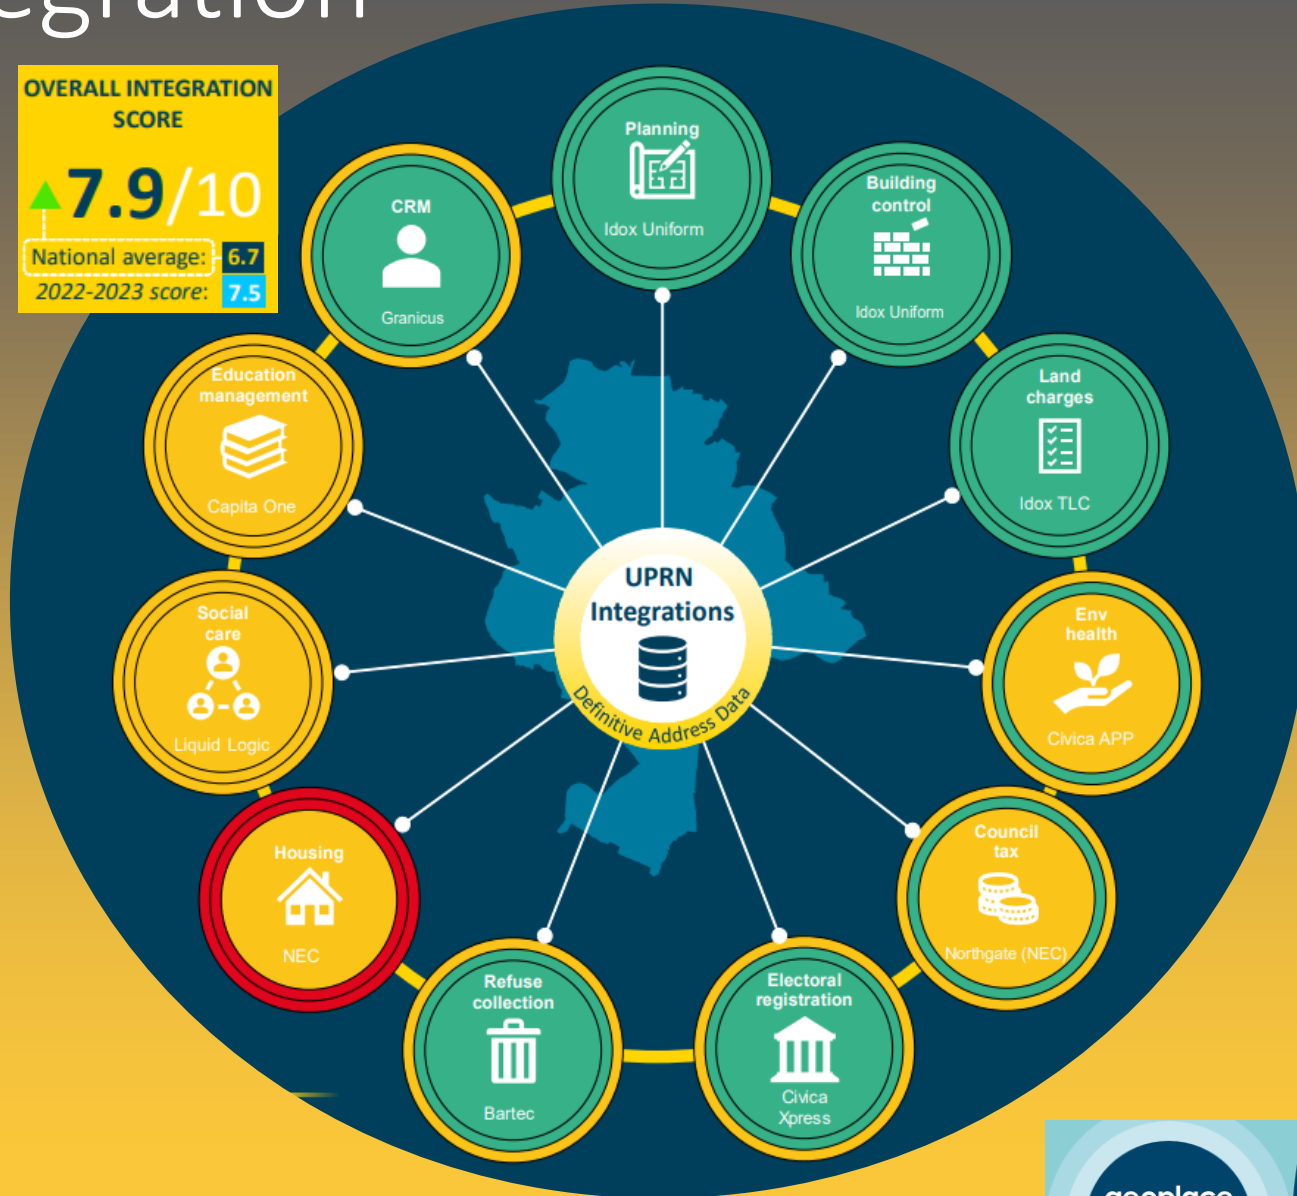 OVERALL INTEGRATION
SCORE
7.9/10
National average: 6.7
2022-2023 score: 7.5
Planning
Idox Uniform
Building
control
Idox Uniform
Land
charges
Idox TLC
Env
health
Civica APP
Council
tax
Northgate (NEC)
Electoral
registration
Civica
Xpress
Refuse
collection
Bartec
Housing
NEC
Social
care
Liquid Logic
Education
management
Capita One
CRM
Granicus
UPRN
Integrations
Definitive Address Data